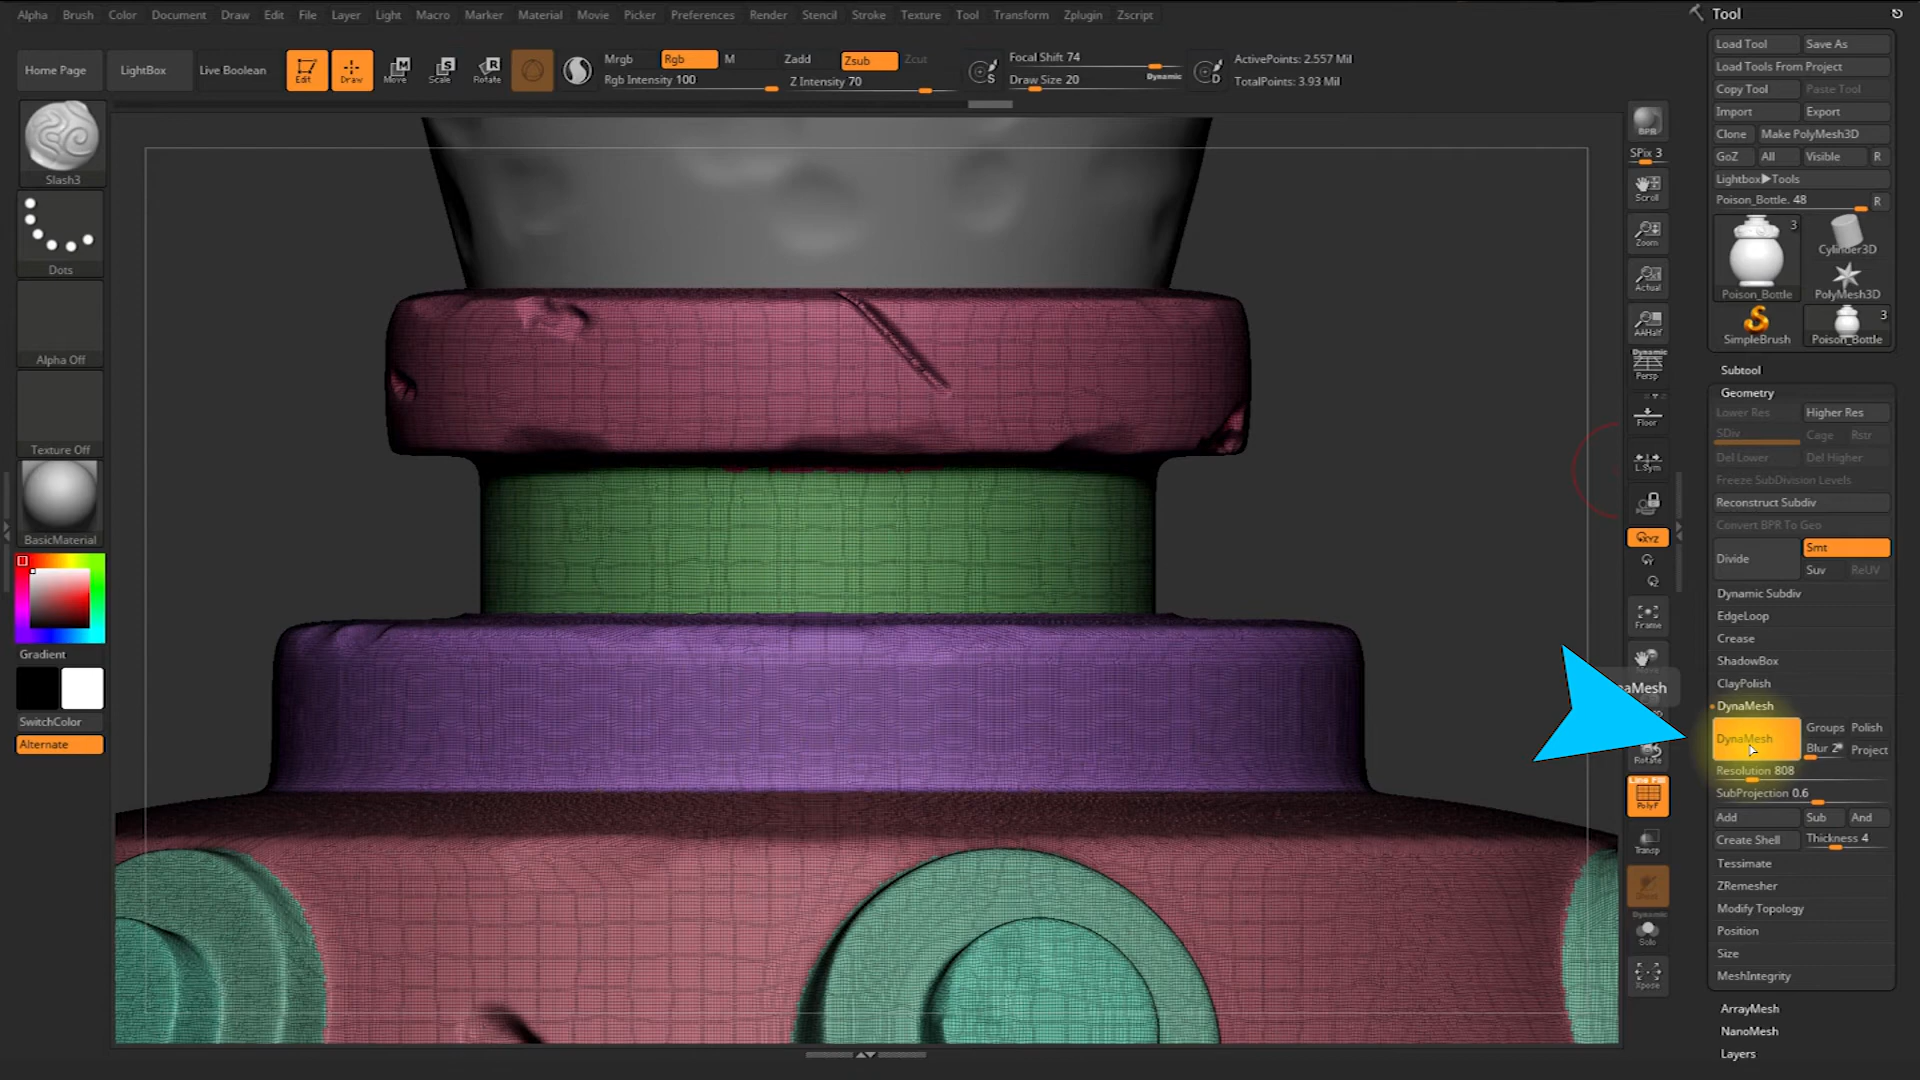 Alpha Brush Color Document Draw Edit File Layer Light Macro Marker Material Movie Picker Preferences Render Stencil Stroke Texture Tool Transform Zplugin Zscript
Tool
Home Page
LightBox
Live Boolean
Edit
Draw
Move
Scale
Rotate
Mrgb Rgb M
Rgb Intensity 100
Zadd Zsub Zcut
Z Intensity 70
S
Focal Shift 74
Draw Size 20 Dynamic
D
ActivePoints: 2.557 Mil
TotalPoints: 3.93 Mil
Slash3
Dots
Alpha Off
Texture Off
BasicMaterial
Gradient
SwitchColor
Alternate
BPR
SPix 3
Scroll
Zoom
Actual
AAHalf
Dynamic
Persp
Floor
L.Sym
XYZ
Frame
Move
aMesh
Rotate
Line Fill
PolyF
Transp
Dynamic
Solo
Xpose
Load Tool Save As
Load Tools From Project
Copy Tool Paste Tool
Import Export
Clone Make PolyMesh3D
GoZ All Visible R
Lightbox▶Tools
Poison_Bottle. 48 R
3
Poison_Bottle
Cylinder3D
PolyMesh3D
SimpleBrush
3
Poison_Bottle
Subtool
Geometry
Lower Res Higher Res
SDiv Cage Rstr
Del Lower Del Higher
Freeze SubDivision Levels
Reconstruct Subdiv
Convert BPR To Geo
Divide Smt
Suv ReUV
Dynamic Subdiv
EdgeLoop
Crease
ShadowBox
ClayPolish
DynaMesh
DynaMesh Groups Polish
Blur 2 Project
Resolution 808
SubProjection 0.6
Add Sub And
Create Shell Thickness 4
Tessimate
ZRemesher
Modify Topology
Position
Size
MeshIntegrity
ArrayMesh
NanoMesh
Layers